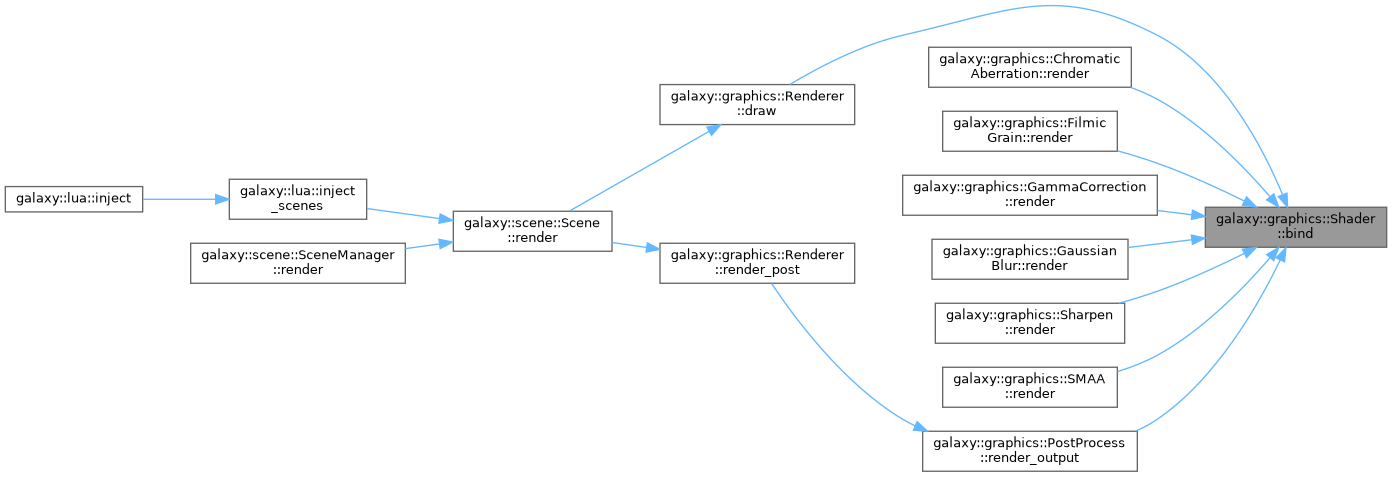 galaxy::graphics::Chromatic
Aberration::render
galaxy::graphics::Renderer
::draw
galaxy::graphics::Filmic
Grain::render
galaxy::lua::inject
galaxy::lua::inject
_scenes
galaxy::graphics::GammaCorrection
::render
galaxy::scene::Scene
::render
galaxy::graphics::Shader
::bind
galaxy::scene::SceneManager
::render
galaxy::graphics::Renderer
::render_post
galaxy::graphics::Gaussian
Blur::render
galaxy::graphics::Sharpen
::render
galaxy::graphics::SMAA
::render
galaxy::graphics::PostProcess
::render_output